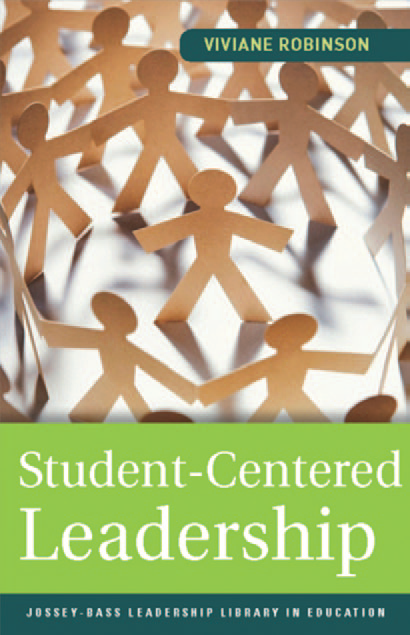 VIVIANE ROBINSON
Student-Centered
Leadership
JOSSEY-BASS LEADERSHIP LIBRARY IN EDUCATION